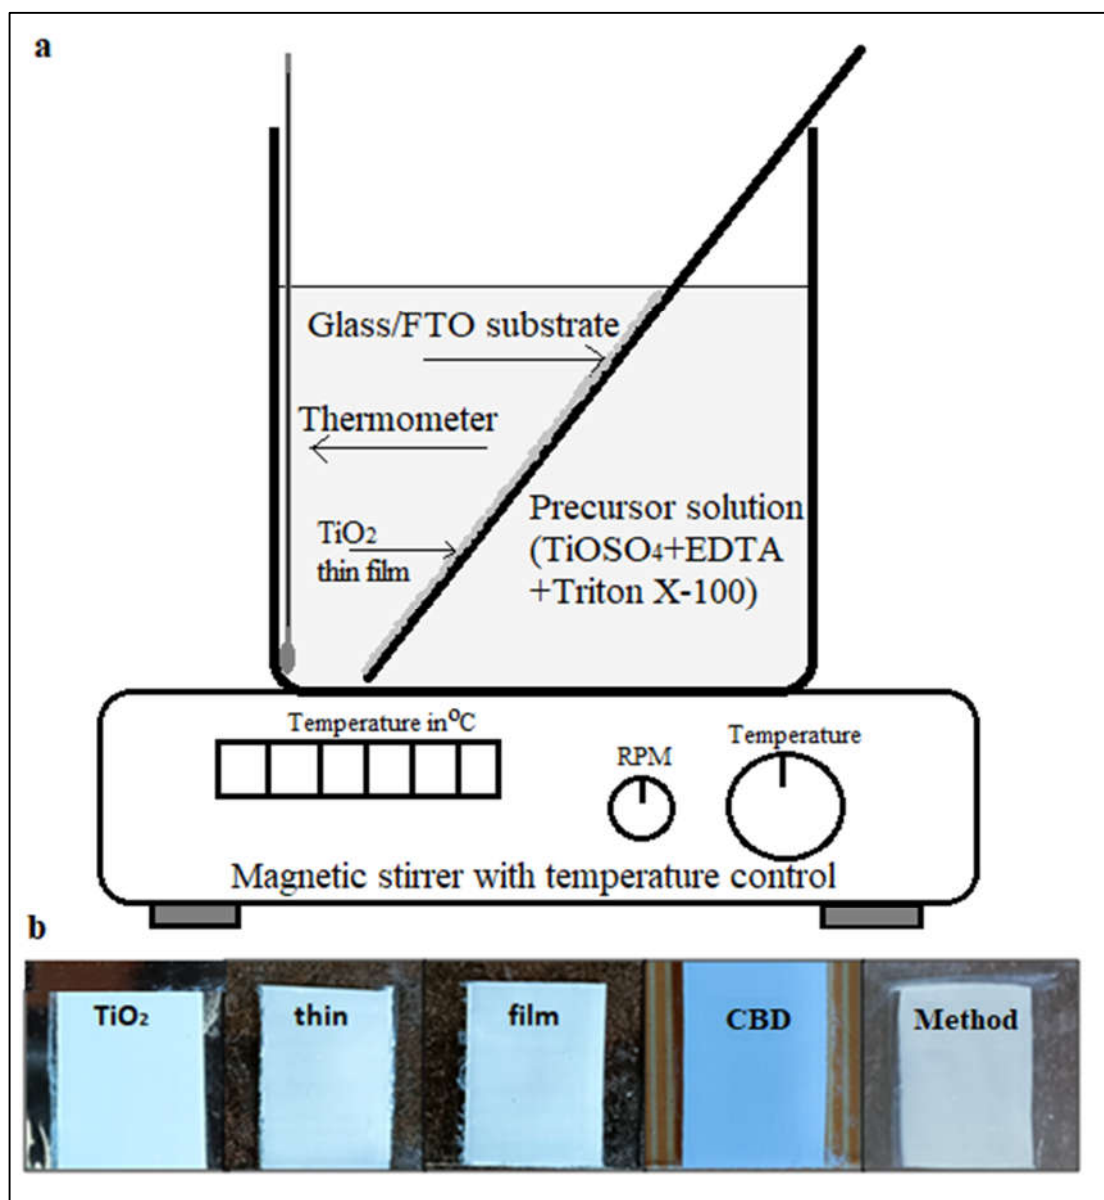 a
Glass/FTO substrate
Thermometer
TiO₂
thin film
Precursor solution
(TiOSO₄+EDTA
+Triton X-100)
Temperature in°C
RPM
Temperature
Magnetic stirrer with temperature control
b
TiO₂ thin film CBD Method